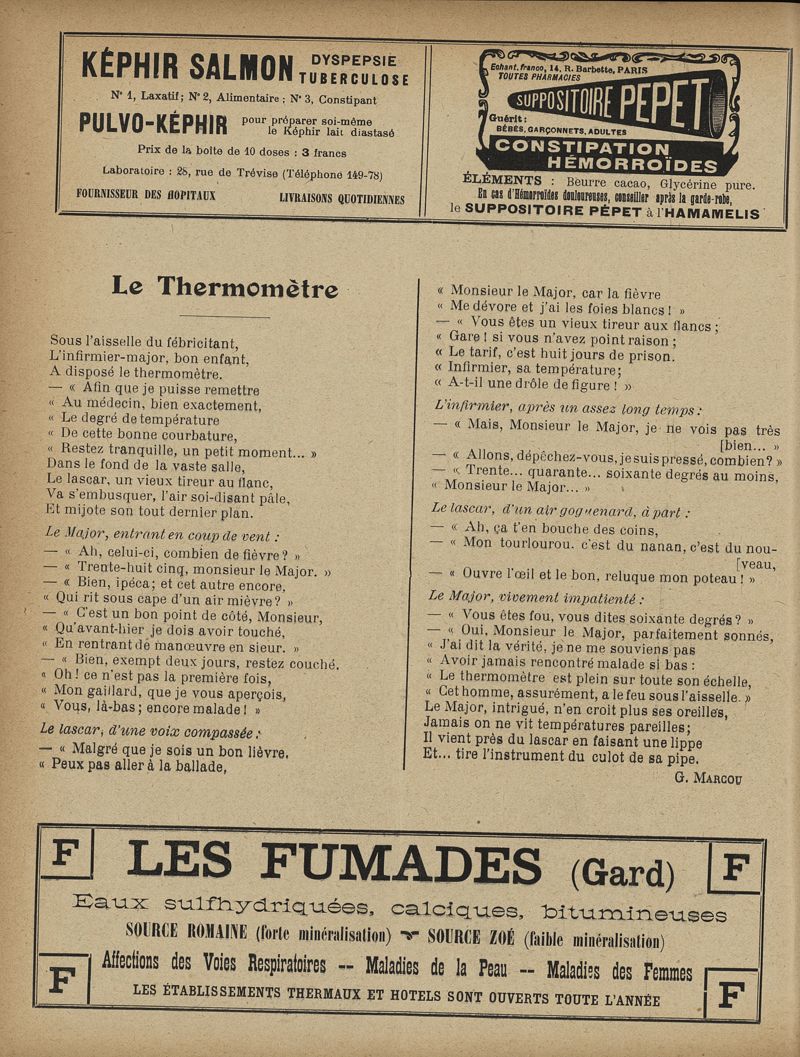 KÉPHIR SALMON DYSPEPSIE TUBERCULOSE
N° 1, Laxatif; N° 2, Alimentaire; N° 3, Constipant
PULVO-KÉPHIR pour préparer soi-même
le Képhir lait diastasé
Prix de la boîte de 10 doses : 3 francs
Laboratoire : 28, rue de Trévise (Téléphone 149-78)
FOURNISSEUR DES HOPITAUX LIVRAISONS QUOTIDIENNES
Echant. franco, 14, R. Barbette, PARIS
TOUTES PHARMACIES
SUPPOSITOIRE PEPET
Guérit :
BÉBÉS, GARÇONNETS, ADULTES
CONSTIPATION
HÉMORROÏDES
ÉLÉMENTS : Beurre cacao, Glycérine pure.
En cas d'Hémorroïdes douloureuses, conseiller après la garde-robe,
le SUPPOSITOIRE PÉPET à l'HAMAMELIS
Le Thermomètre
Sous l'aisselle du fébricitant,
L'infirmier-major, bon enfant,
A disposé le thermomètre.
— « Afin que je puisse remettre
« Au médecin, bien exactement,
« Le degré de température
« De cette bonne courbature,
« Restez tranquille, un petit moment... »
Dans le fond de la vaste salle,
Le lascar, un vieux tireur au flanc,
Va s'embusquer, l'air soi-disant pâle,
Et mijote son tout dernier plan.
Le Major, entrant en coup de vent :
— « Ah, celui-ci, combien de fièvre ? »
— « Trente-huit cinq, monsieur le Major. »
— « Bien, ipéca; et cet autre encore,
« Qui rit sous cape d'un air mièvre ? »
— « C'est un bon point de côté, Monsieur,
« Qu'avant-hier je dois avoir touché,
« En rentrant de manœuvre en sieur. »
— « Bien, exempt deux jours, restez couché.
« Oh! ce n'est pas la première fois,
« Mon gaillard, que je vous aperçois,
« Vous, là-bas; encore malade! »
Le lascar, d'une voix compassée :
— « Malgré que je sois un bon lièvre,
« Peux pas aller à la ballade,
« Monsieur le Major, car la fièvre
« Me dévore et j'ai les foies blancs! »
— « Vous êtes un vieux tireur aux flancs;
« Gare! si vous n'avez point raison;
« Le tarif, c'est huit jours de prison.
« Infirmier, sa température;
« A-t-il une drôle de figure! »
L'infirmier, après un assez long temps :
— « Mais, Monsieur le Major, je ne vois pas très
[bien... »
— « Allons, dépêchez-vous, je suis pressé, combien? »
— « Trente... quarante... soixante degrés au moins,
« Monsieur le Major... »
Le lascar, d'un air goguenard, à part :
— « Ah, ça t'en bouche des coins,
— « Mon tourlourou. c'est du nanan, c'est du nou-
[veau,
— « Ouvre l'œil et le bon, reluque mon poteau! »
Le Major, vivement impatienté :
— « Vous êtes fou, vous dites soixante degrés? »
— « Oui, Monsieur le Major, parfaitement sonnés,
« J'ai dit la vérité, je ne me souviens pas
« Avoir jamais rencontré malade si bas :
« Le thermomètre est plein sur toute son échelle,
« Cet homme, assurément, a le feu sous l'aisselle. »
Le Major, intrigué, n'en croit plus ses oreilles,
Jamais on ne vit températures pareilles;
Il vient près du lascar en faisant une lippe
Et... tire l'instrument du culot de sa pipe.
G. MARCOU
F LES FUMADES (Gard) F
Eaux sulfhydriquées, calciques, bitumineuses
SOURCE ROMAINE (forte minéralisation) SOURCE ZOÉ (faible minéralisation)
Affections des Voies Respiratoires -- Maladies de la Peau -- Maladies des Femmes
F LES ÉTABLISSEMENTS THERMAUX ET HOTELS SONT OUVERTS TOUTE L'ANNÉE F